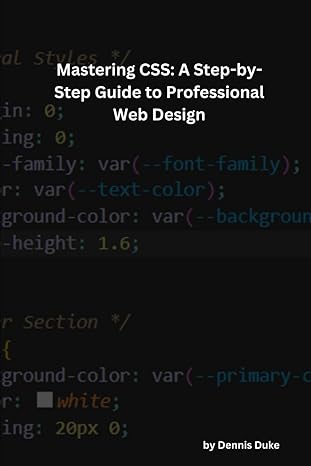 al Styles */
Mastering CSS: A Step-by-
Step Guide to Professional
Web Design
gin: 0;
ing: 0;
-family: var(--font-family);
r: var(--text-color);
ground-color: var(--backgroun
-height: 1.6;
r Section */
{
ground-color: var(--primary-c
or: white;
ing: 20px 0;
by Dennis Duke